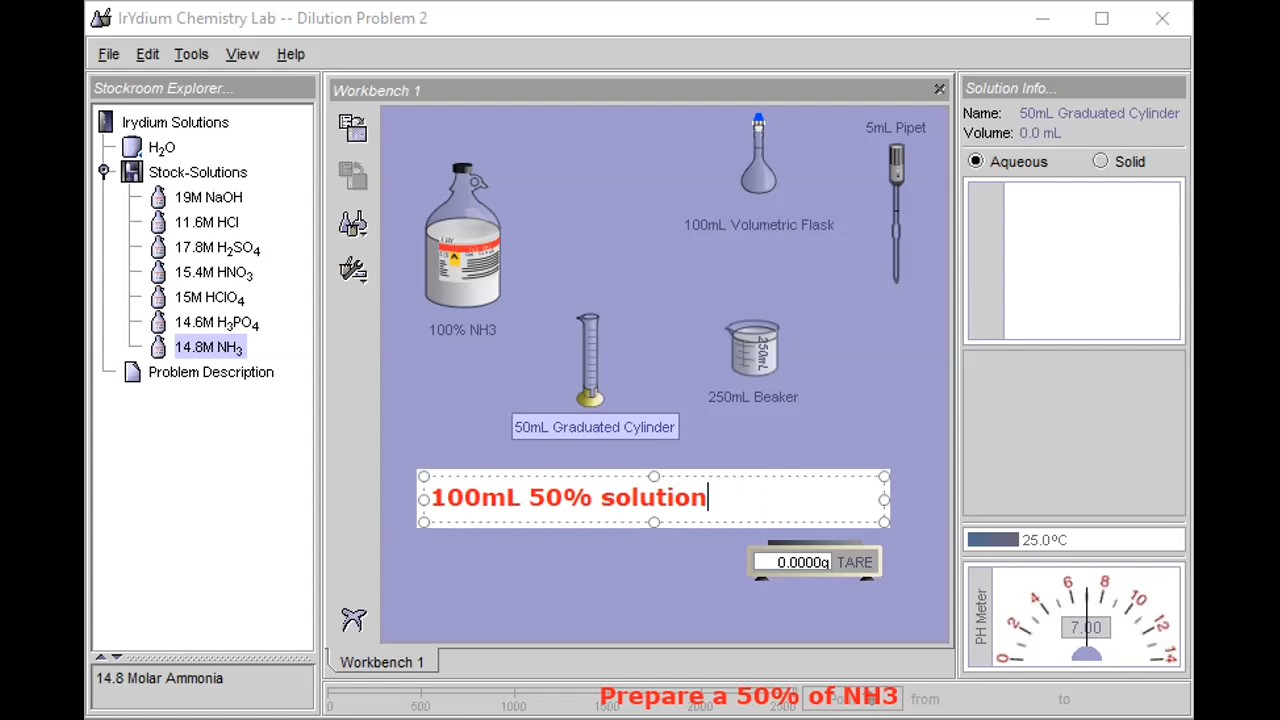 IrYdium Chemistry Lab -- Dilution Problem 2
File Edit Tools View Help
Stockroom Explorer...
Irydium Solutions
H2O
Stock-Solutions
19M NaOH
11.6M HCl
17.8M H2SO4
15.4M HNO3
15M HClO4
14.6M H3PO4
14.8M NH3
Problem Description
14.8 Molar Ammonia
Workbench 1
5mL Pipet
100mL Volumetric Flask
100% NH3
250mL
250mL Beaker
50mL Graduated Cylinder
100mL 50% solution
0.0000g TARE
Workbench 1
0 500 1000 1500 2000 2500
Prepare a 50% of NH3
from to
Solution Info...
Name: 50mL Graduated Cylinder
Volume: 0.0 mL
Aqueous Solid
25.0ºC
PH Meter
0 2 4 6 8 10 12 14
7.00